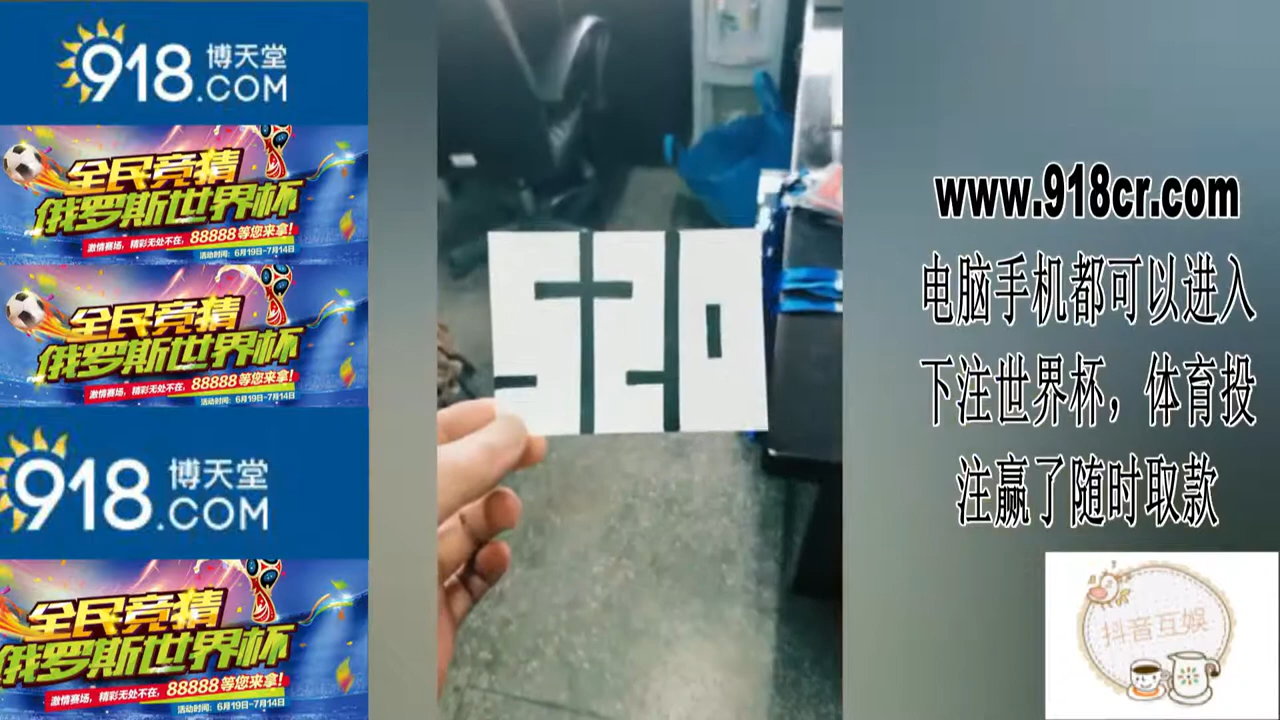 918.COM
博天堂
全民竞猜
俄罗斯世界杯
激情赛场，精彩无处不在，88888等您来拿！
活动时间：6月19日-7月14日
全民竞猜
俄罗斯世界杯
激情赛场，精彩无处不在，88888等您来拿！
活动时间：6月19日-7月14日
918.COM
博天堂
全民竞猜
俄罗斯世界杯
激情赛场，精彩无处不在，88888等您来拿！
活动时间：6月19日-7月14日
520
www.918cr.com
电脑手机都可以进入
下注世界杯，体育投
注赢了随时取款
抖音互娱